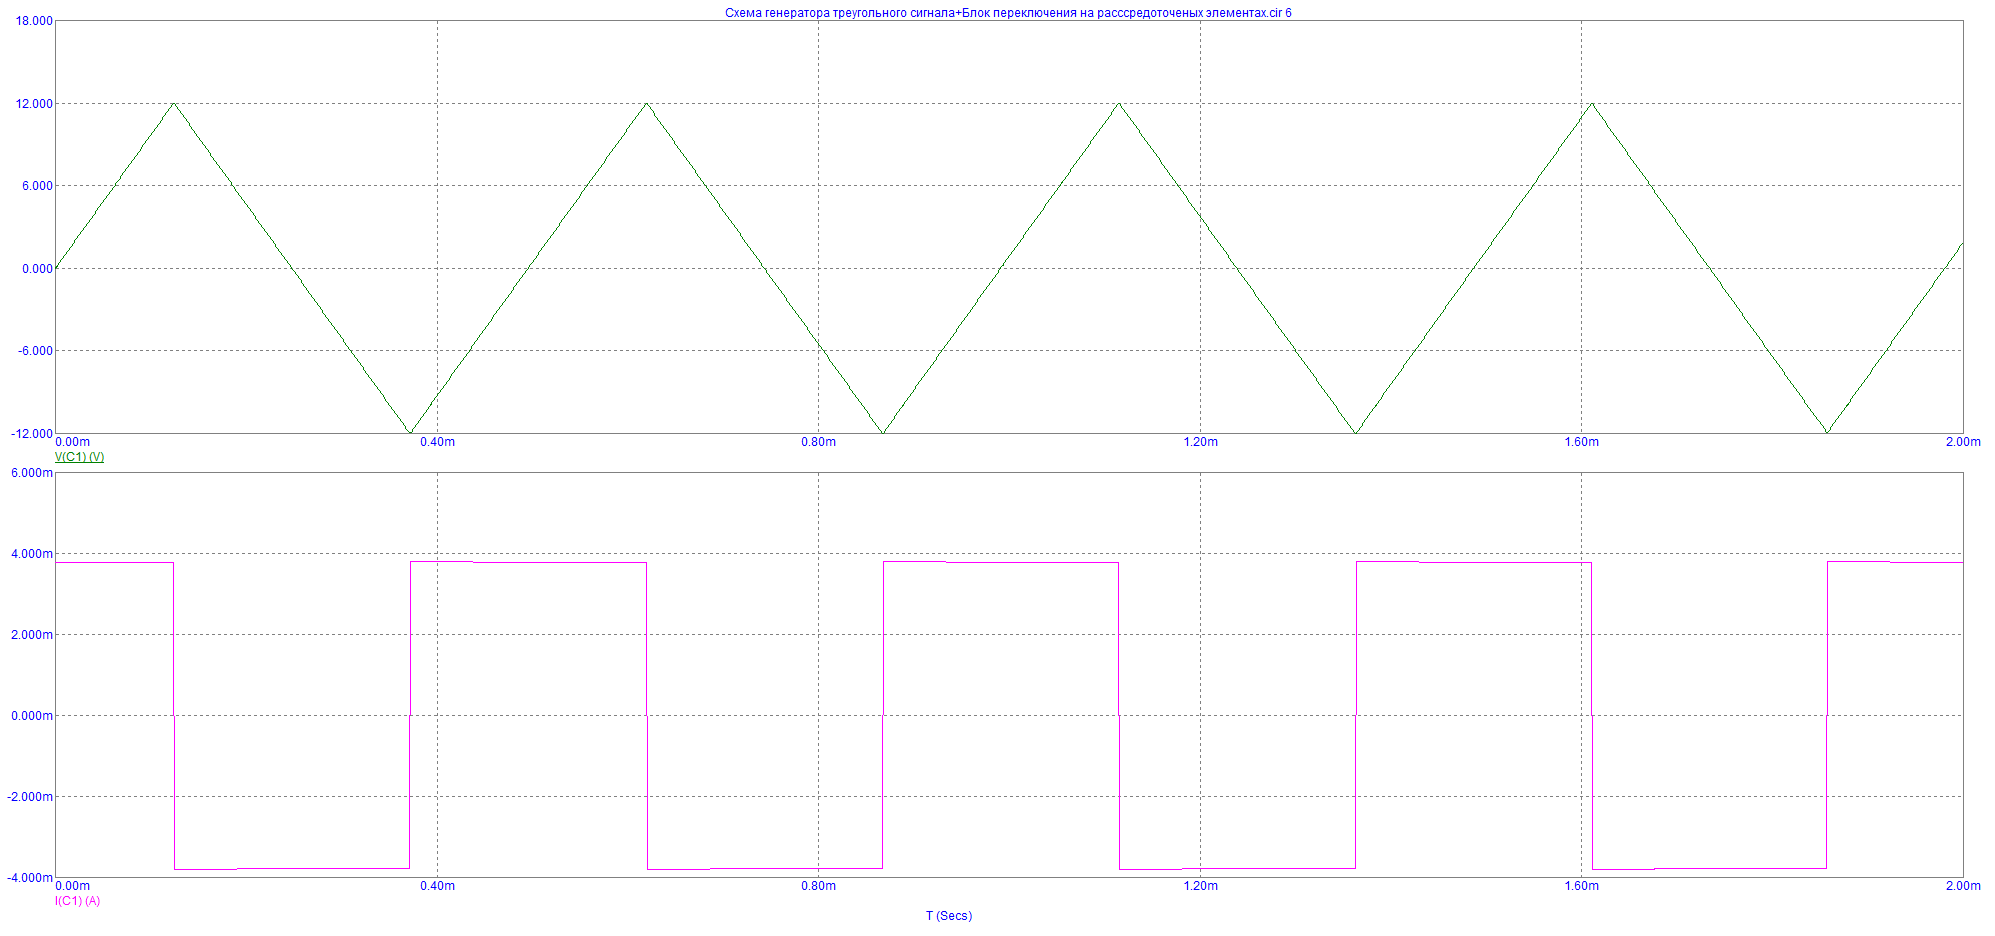 Схема генератора треугольного сигнала+Блок переключения на расссредоточеных элементах.cir 6
18.000
12.000
6.000
0.000
-6.000
-12.000
0.00m 0.40m 0.80m 1.20m 1.60m 2.00m
V(C1) (V)
6.000m
4.000m
2.000m
0.000m
-2.000m
-4.000m
0.00m 0.40m 0.80m 1.20m 1.60m 2.00m
I(C1) (A)
T (Secs)